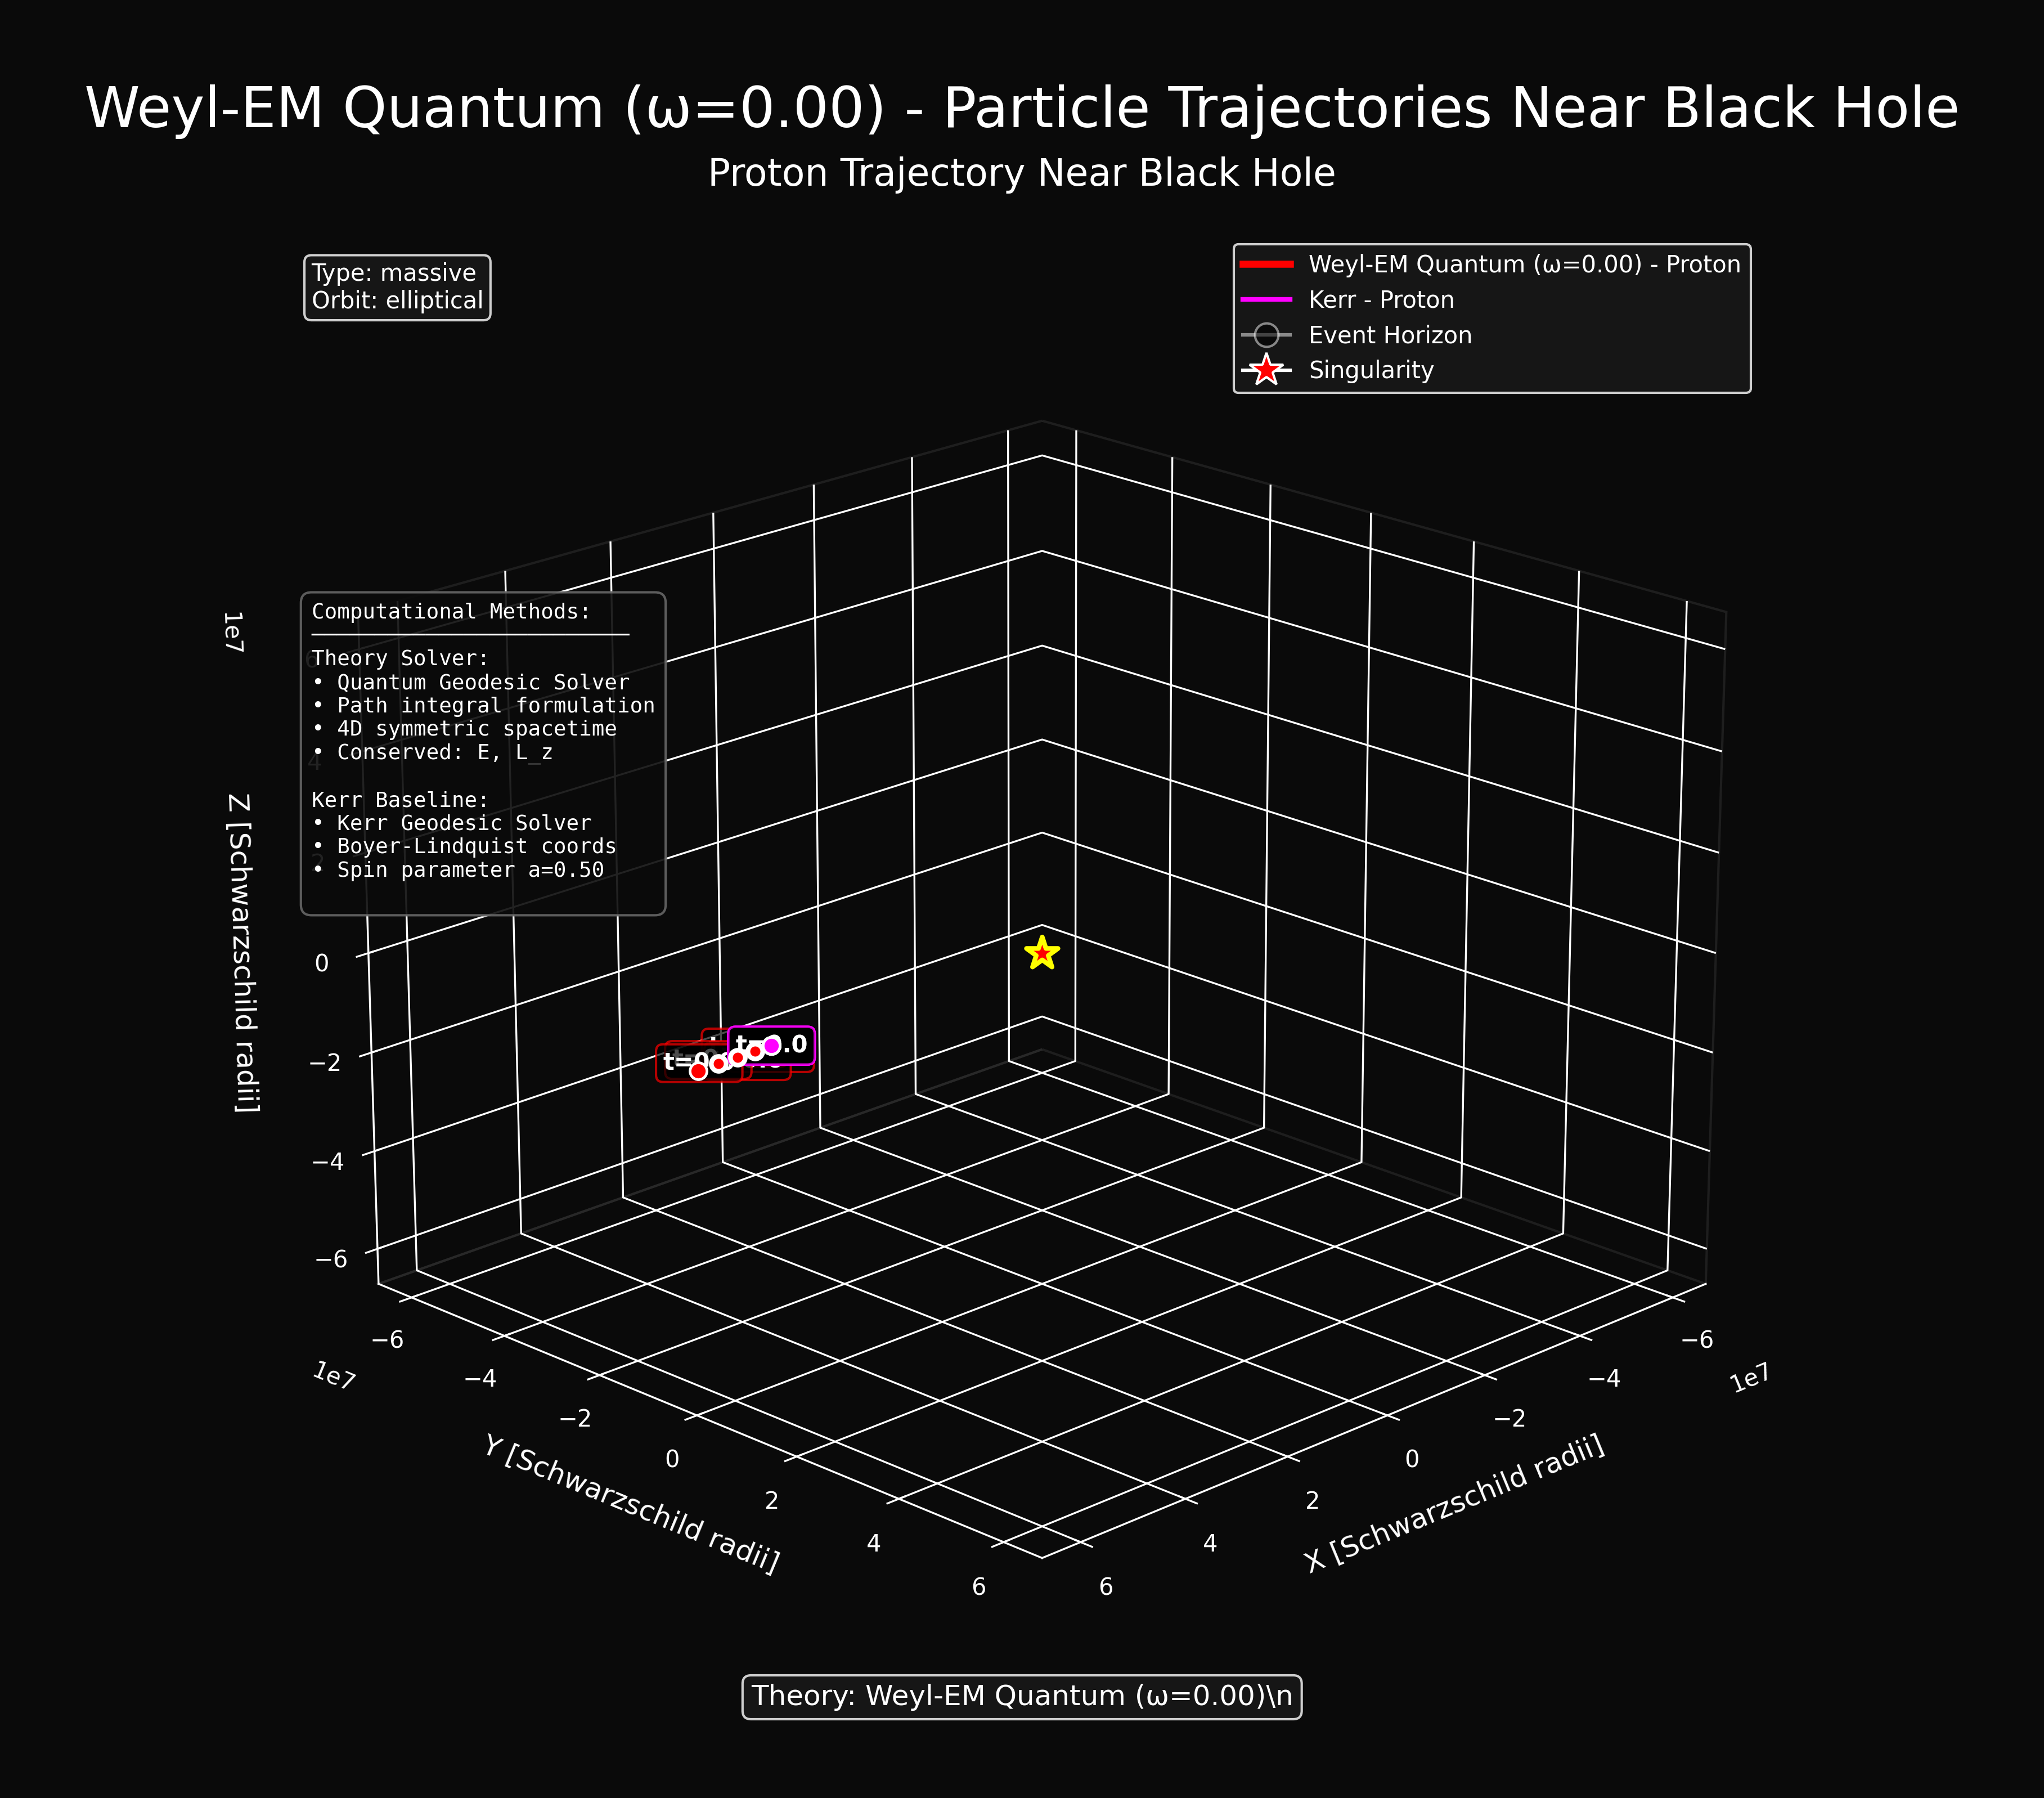 Weyl-EM Quantum (ω=0.00) - Particle Trajectories Near Black Hole
Proton Trajectory Near Black Hole
Type: massive
Orbit: elliptical
Weyl-EM Quantum (ω=0.00) - Proton
Kerr - Proton
Event Horizon
Singularity
1e7
Computational Methods:
Theory Solver:
• Quantum Geodesic Solver
• Path integral formulation
• 4D symmetric spacetime
• Conserved: E, L_z
Kerr Baseline:
• Kerr Geodesic Solver
• Boyer-Lindquist coords
• Spin parameter a=0.50
6
4
2
0
−2
−4
−6
Z [Schwarzschild radii]
−6
−4
−2
0
2
4
6
1e7
Y [Schwarzschild radii]
6
4
2
0
−2
−4
−6
1e7
X [Schwarzschild radii]
Theory: Weyl-EM Quantum (ω=0.00)\n